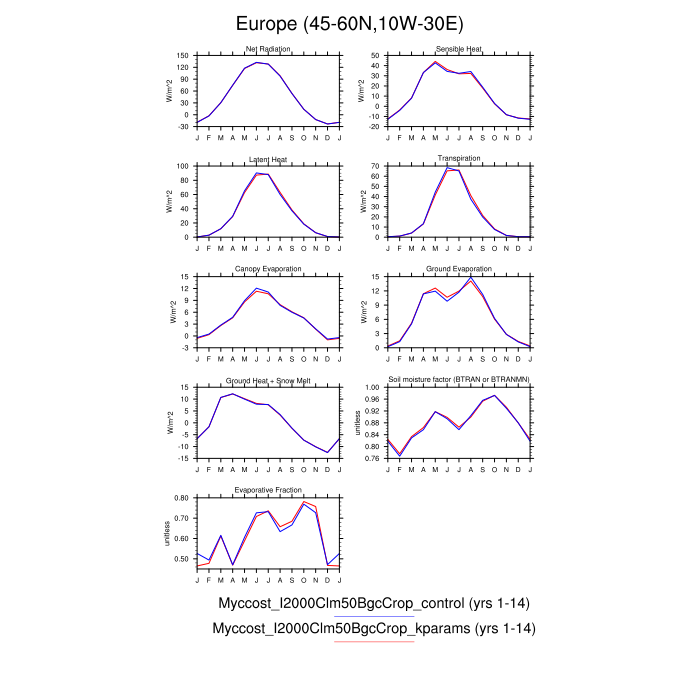 Europe (45-60N,10W-30E)
Net Radiation
W/m^2
150
120
90
60
30
0
-30
J F M A M J J A S O N D J
Sensible Heat
W/m^2
50
40
30
20
10
0
-10
-20
J F M A M J J A S O N D J
Latent Heat
W/m^2
100
80
60
40
20
0
J F M A M J J A S O N D J
Transpiration
W/m^2
70
60
50
40
30
20
10
0
J F M A M J J A S O N D J
Canopy Evaporation
W/m^2
15
12
9
6
3
0
-3
J F M A M J J A S O N D J
Ground Evaporation
W/m^2
15
12
9
6
3
0
J F M A M J J A S O N D J
Ground Heat + Snow Melt
W/m^2
15
10
5
0
-5
-10
-15
J F M A M J J A S O N D J
Soil moisture factor (BTRAN or BTRANMN)
unitless
1.00
0.96
0.92
0.88
0.84
0.80
0.76
J F M A M J J A S O N D J
Evaporative Fraction
unitless
0.80
0.70
0.60
0.50
J F M A M J J A S O N D J
Myccost_I2000Clm50BgcCrop_control (yrs 1-14)
Myccost_I2000Clm50BgcCrop_kparams (yrs 1-14)